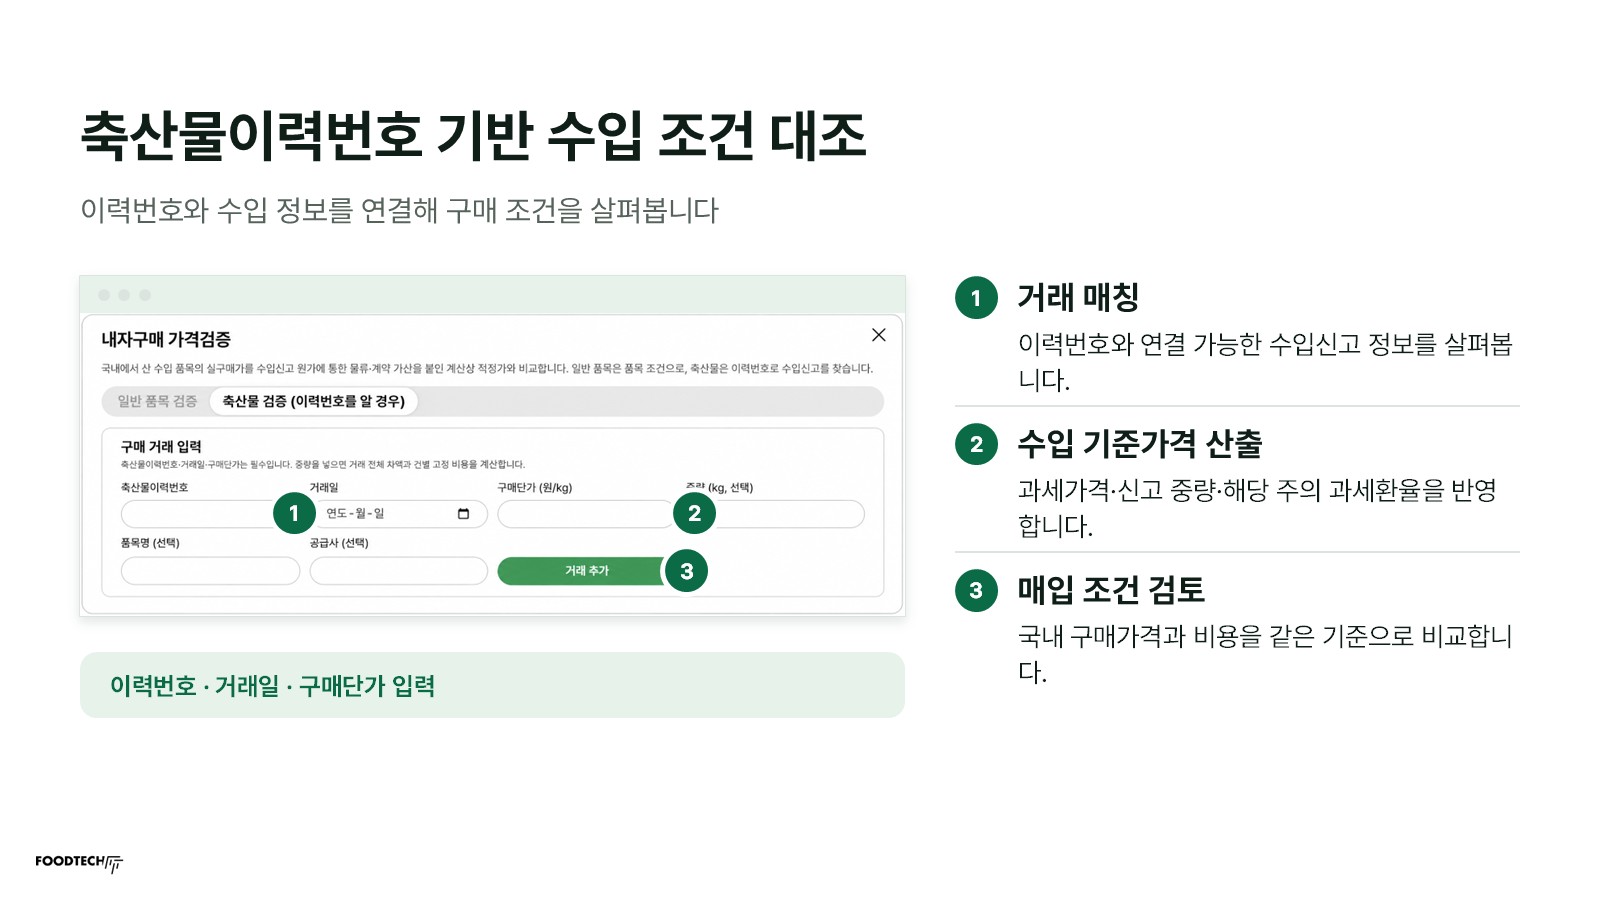 축산물이력번호 기반 수입 조건 대조
이력번호와 수입 정보를 연결해 구매 조건을 살펴봅니다
내자구매 가격검증
국내에서 산 수입 품목의 실구매가를 수입신고 원가에 통한 물류·계약 가산을 붙인 계산상 적정가와 비교합니다. 일반 품목은 품목 조건으로, 축산물은 이력번호로 수입신고를 찾습니다.
일반 품목 검증
축산물 검증 (이력번호를 알 경우)
구매 거래 입력
축산물이력번호·거래일·구매단가는 필수입니다. 중량을 넣으면 거래 전체 차액과 건별 고정 비용을 계산합니다.
축산물이력번호
거래일
구매단가 (원/kg)
(kg, 선택)
1
연도-월-일
2
품목명 (선택)
공급사 (선택)
거래 추가
3
이력번호 · 거래일 · 구매단가 입력
1
거래 매칭
이력번호와 연결 가능한 수입신고 정보를 살펴봅
니다.
2
수입 기준가격 산출
과세가격·신고 중량·해당 주의 과세환율을 반영
합니다.
3
매입 조건 검토
국내 구매가격과 비용을 같은 기준으로 비교합니
다.
FOODTECH